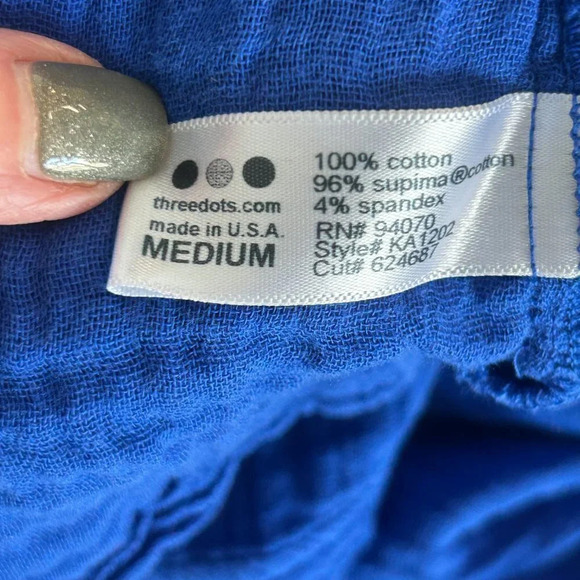 threedots.com
made in U.S.A.
MEDIUM
100% cotton
96% supima®cotton
4% spandex
RN# 94070
Style# KA1202
Cut# 624687